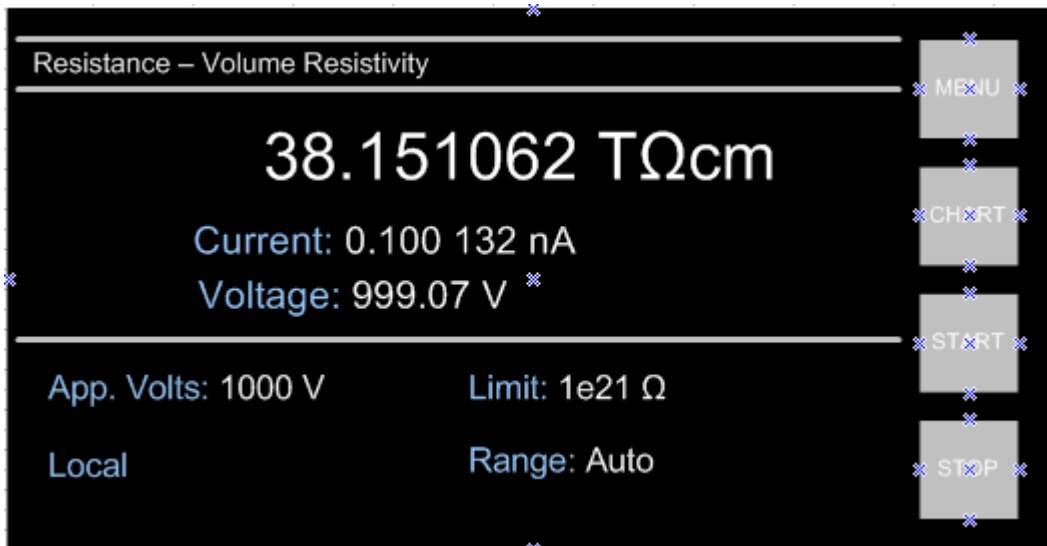 Resistance – Volume Resistivity
MENU
38.151062 TΩcm
CHART
Current: 0.100 132 nA
Voltage: 999.07 V
START
App. Volts: 1000 V
Limit: 1e21 Ω
Local
Range: Auto
STOP